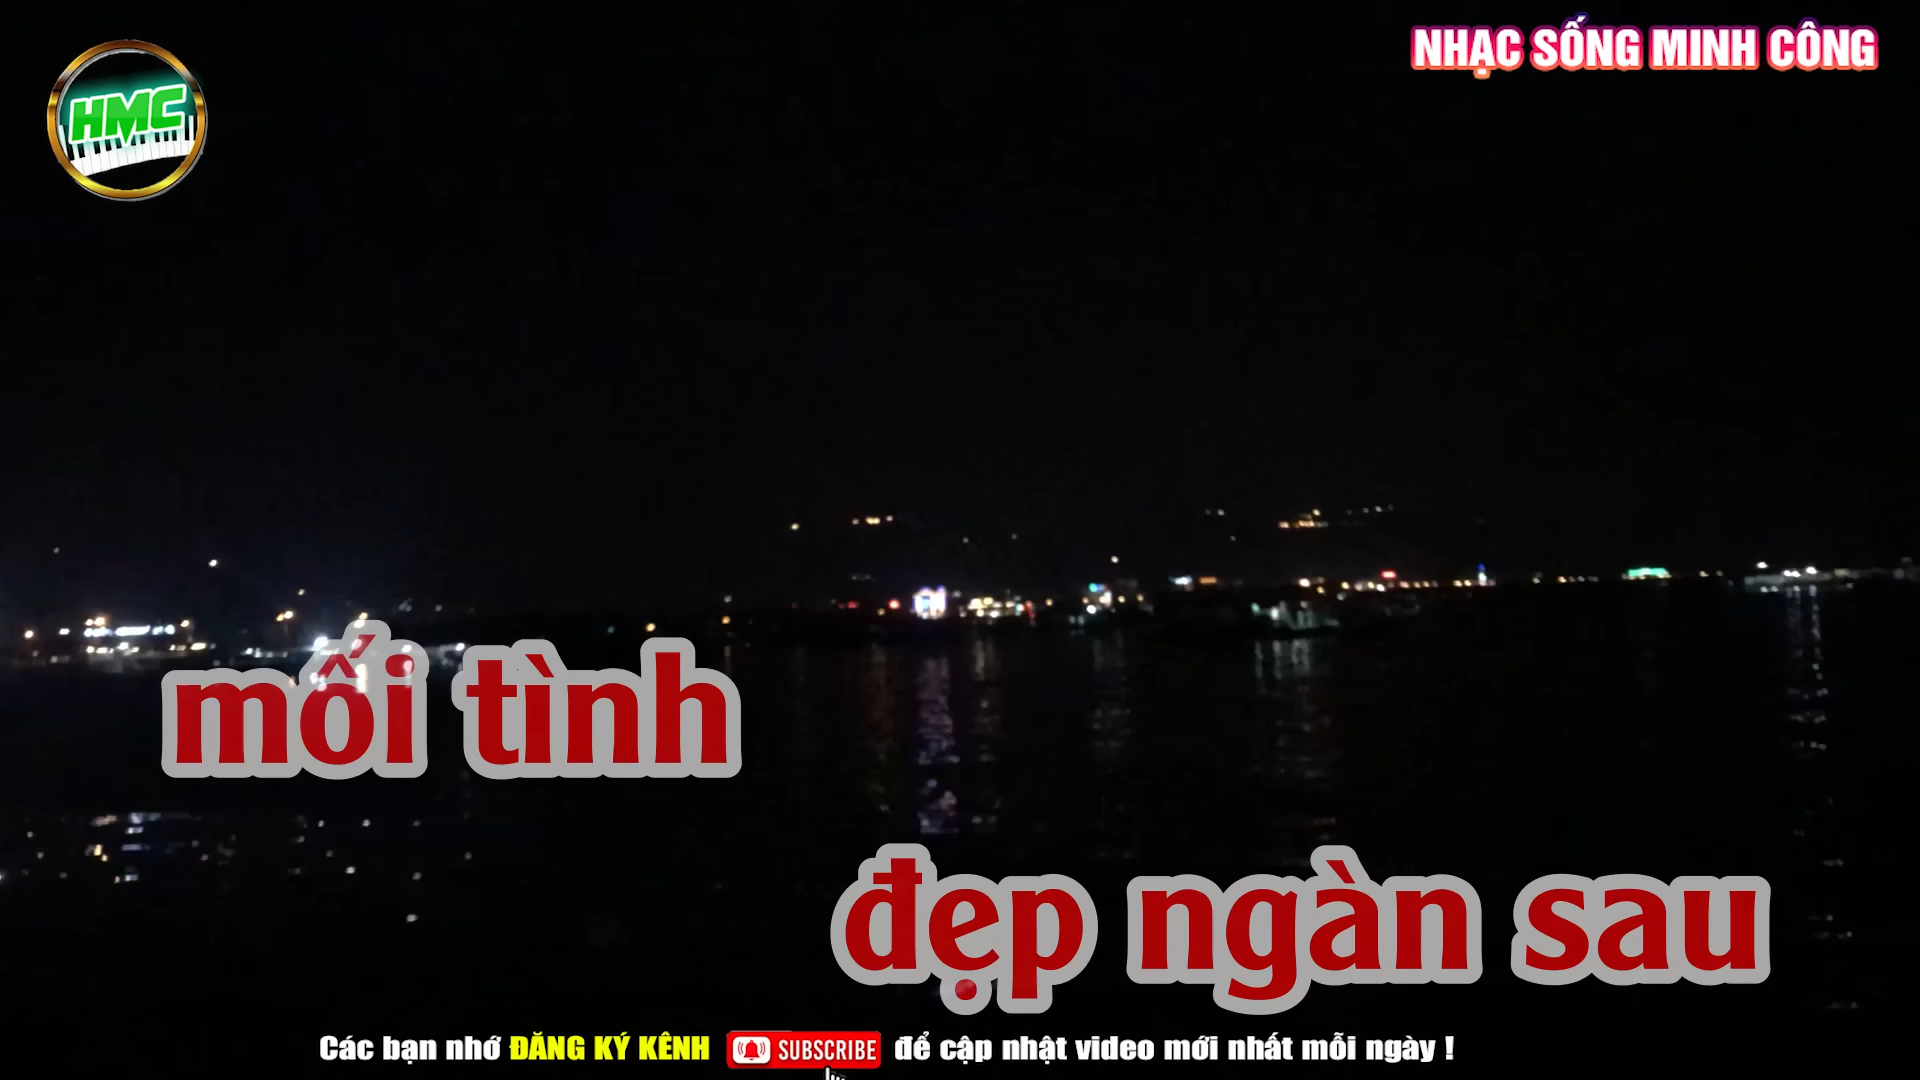 NHẠC SỐNG MINH CÔNG
HMC
mối tình
đẹp ngàn sau
Các bạn nhớ ĐĂNG KÝ KÊNH SUBSCRIBE để cập nhật video mới nhất mỗi ngày !